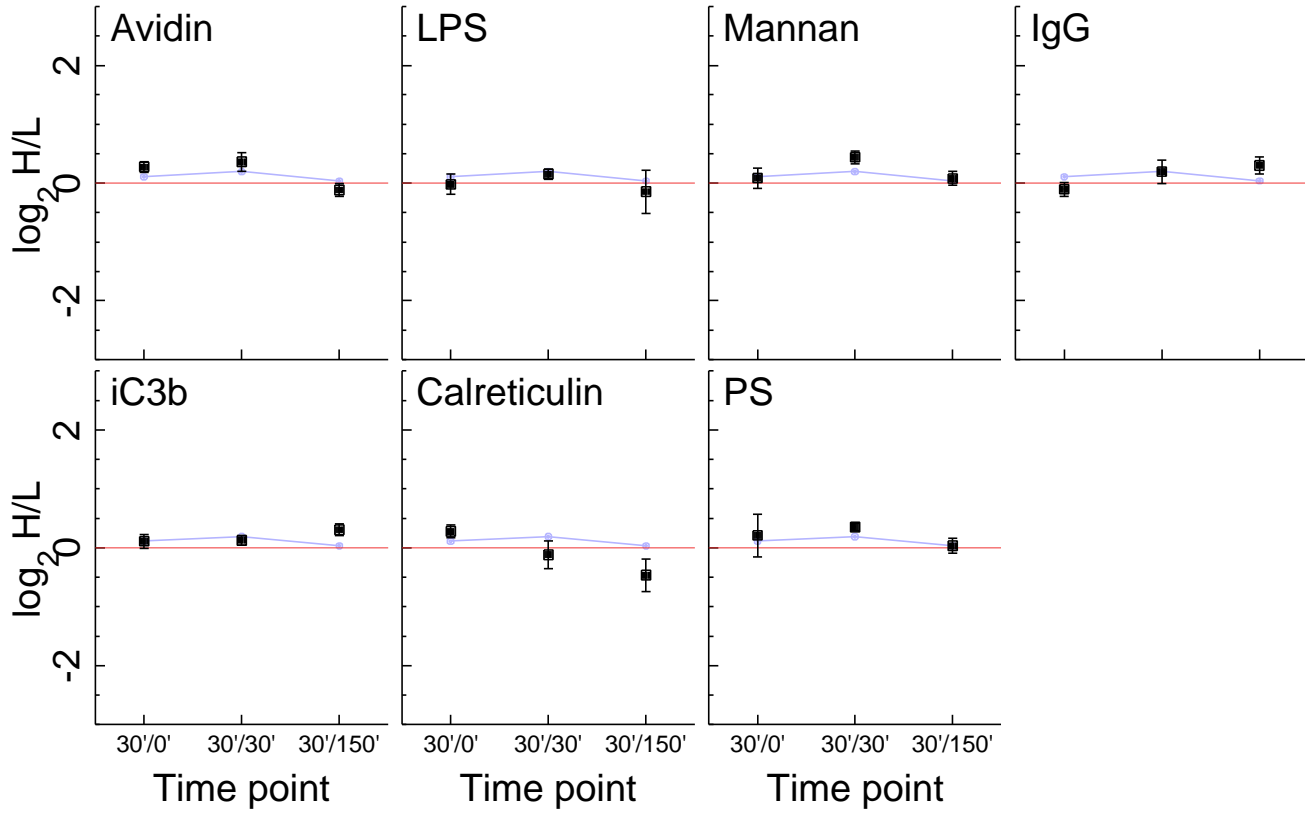 Avidin
LPS
Mannan
IgG
log2 H/L
2
0
-2
iC3b
Calreticulin
PS
log2 H/L
2
0
-2
30'/0' 30'/30' 30'/150'
30'/0' 30'/30' 30'/150'
30'/0' 30'/30' 30'/150'
Time point
Time point
Time point